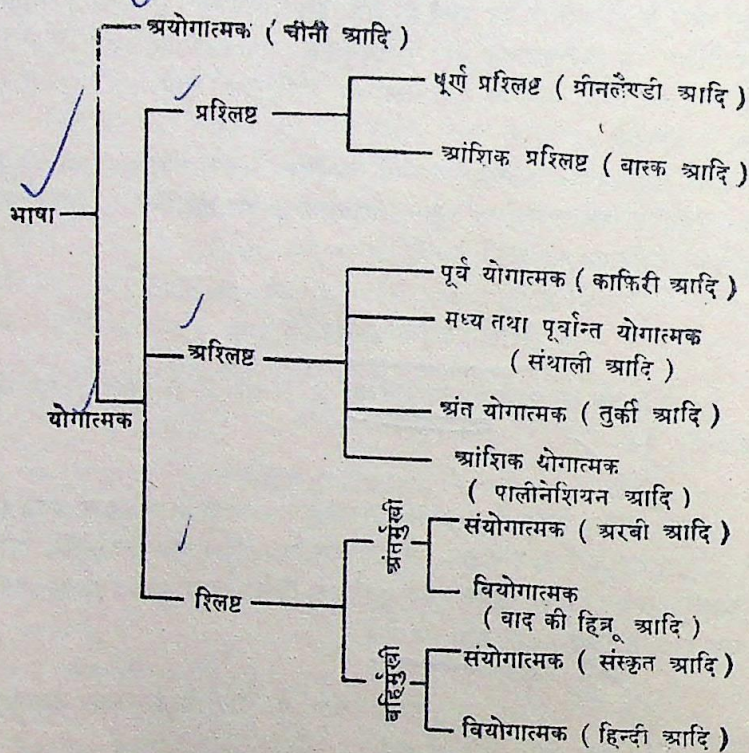 अयोगात्मक ( चीनी आदि )
पूर्ण प्रश्लिष्ट ( ग्रीनलैण्डी आदि )
प्रश्लिष्ट
आंशिक प्रश्लिष्ट ( वास्क आदि )
भाषा
पूर्व योगात्मक ( काफ़िरी आदि )
मध्य तथा पूर्वान्त योगात्मक
( संथाली आदि )
अश्लिष्ट
अंत योगात्मक ( तुर्की आदि )
योगात्मक
आंशिक योगात्मक
( पालीनेशियन आदि )
अंतर्मुखी
संयोगात्मक ( अरबी आदि )
वियोगात्मक
( बाद की हिब्रू आदि )
श्लिष्ट
बहिर्मुखी
संयोगात्मक ( संस्कृत आदि )
वियोगात्मक ( हिन्दी आदि )